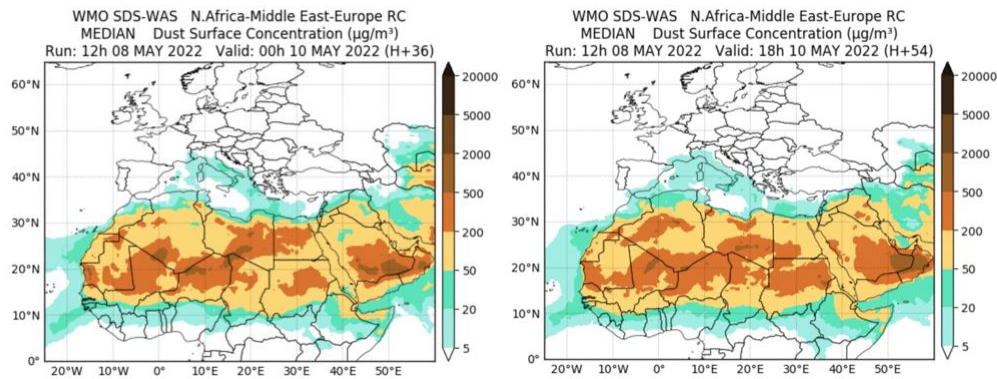 WMO SDS-WAS   N.Africa-Middle East-Europe RC
MEDIAN    Dust Surface Concentration (µg/m³)
Run: 12h 08 MAY 2022   Valid: 00h 10 MAY 2022 (H+36)
60°N
50°N
40°N
30°N
20°N
10°N
0°
20°W 10°W 0° 10°E 20°E 30°E 40°E 50°E
20000
5000
2000
500
200
50
20
5
WMO SDS-WAS   N.Africa-Middle East-Europe RC
MEDIAN    Dust Surface Concentration (µg/m³)
Run: 12h 08 MAY 2022   Valid: 18h 10 MAY 2022 (H+54)
60°N
50°N
40°N
30°N
20°N
10°N
0°
20°W 10°W 0° 10°E 20°E 30°E 40°E 50°E
20000
5000
2000
500
200
50
20
5